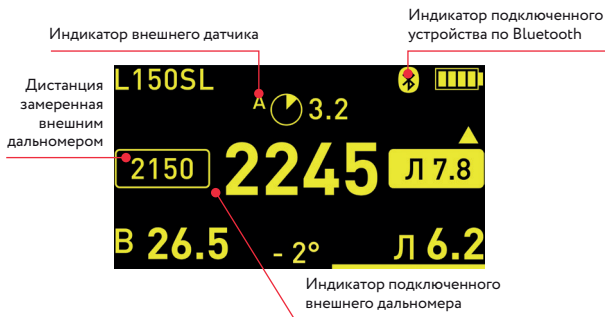 Индикатор подключенного
устройства по Bluetooth
Индикатор внешнего датчика
Дистанция
замеренная
внешним
дальномером
L150SL
A 3.2
2150 2245 Л 7.8
В 26.5 - 2° Л 6.2
Индикатор подключенного
внешнего дальномера